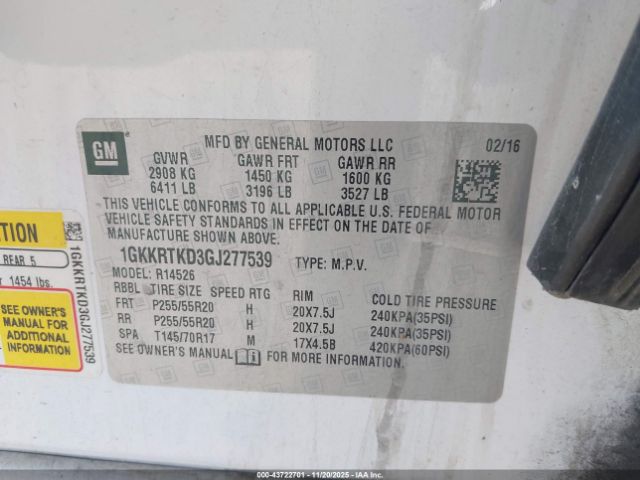 GM
MFD BY GENERAL MOTORS LLC 02/16
GVWR GAWR FRT GAWR RR
2908 KG 1450 KG 1600 KG
6411 LB 3196 LB 3527 LB
THIS VEHICLE CONFORMS TO ALL APPLICABLE U.S. FEDERAL MOTOR
VEHICLE SAFETY STANDARDS IN EFFECT ON THE DATE OF
MANUFACTURE SHOWN ABOVE.
1GKKRTKD3GJ277539 TYPE: M.P.V.
MODEL: R14526
RBBL TIRE SIZE SPEED RTG RIM COLD TIRE PRESSURE
FRT P255/55R20 H 20X7.5J 240KPA(35PSI)
RR P255/55R20 H 20X7.5J 240KPA(35PSI)
SPA T145/70R17 M 17X4.5B 420KPA(60PSI)
SEE OWNER'S MANUAL FOR MORE INFORMATION.
REAR 5
1454 lbs.
SEE OWNER'S
MANUAL FOR
ADDITIONAL
INFORMATION
1GKKRTKD3GJ277539
000-43722701 - 11/20/2025 - IAAI.com